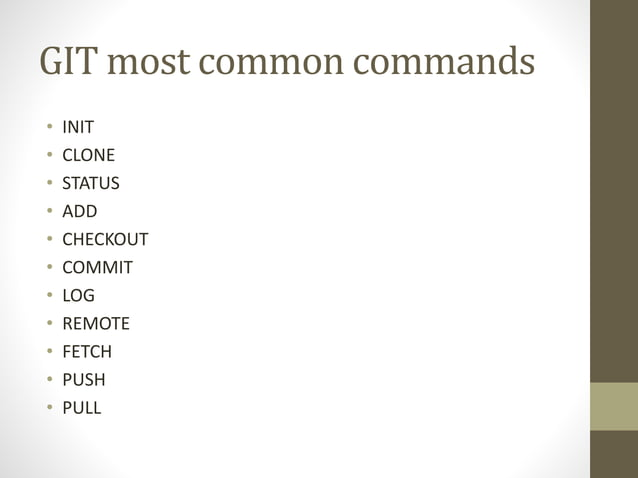 GIT most common commands
• INIT
• CLONE
• STATUS
• ADD
• CHECKOUT
• COMMIT
• LOG
• REMOTE
• FETCH
• PUSH
• PULL